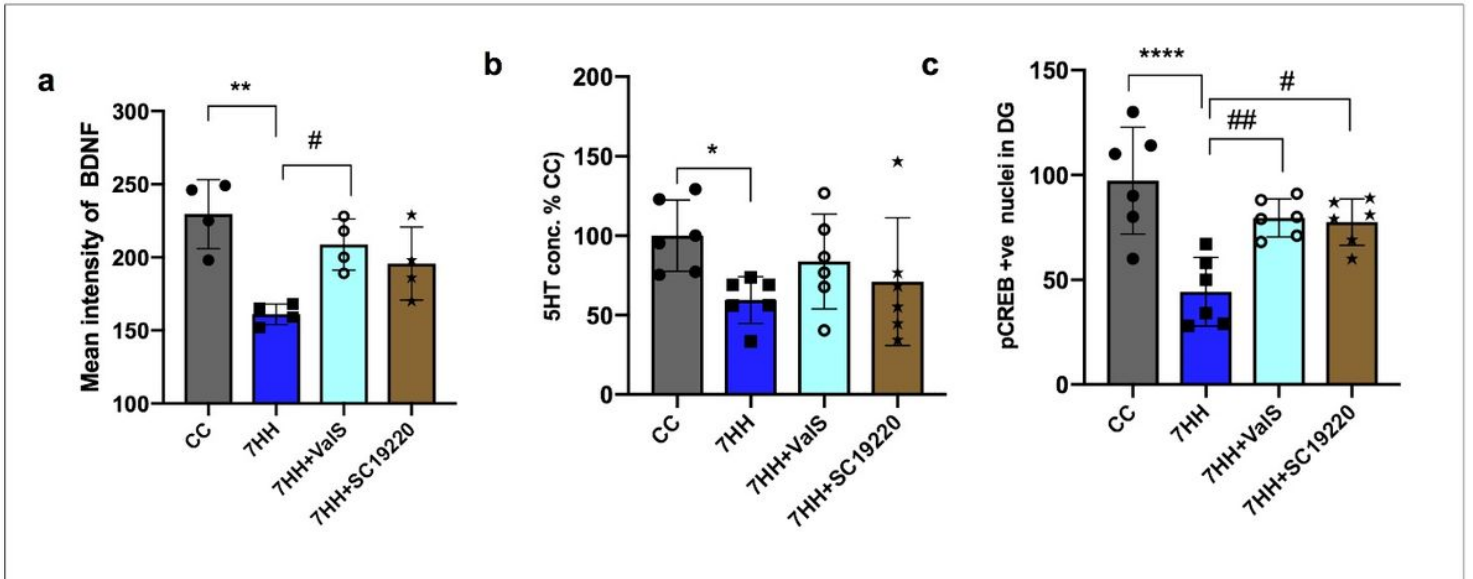 a
**
#
Mean intensity of BDNF
300
250
200
150
100
CC
7HH
7HH+ValS
7HH+SC19220
b
*
5HT conc. % CC)
200
150
100
50
0
CC
7HH
7HH+ValS
7HH+SC19220
c
****
#
##
pCREB +ve nuclei in DG
150
100
50
0
CC
7HH
7HH+ValS
7HH+SC19220